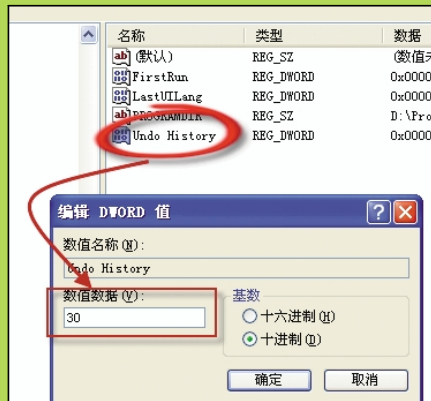 名称 类型 数据
(默认) REG_SZ (数值
FirstRun REG_DWORD 0x0000
LastUILang REG_DWORD 0x0000
PROGRAMDIR REG_SZ D:\Pro
Undo History REG_DWORD 0x0000
编辑 DWORD 值
数值名称(N):
Undo History
数值数据(V): 基数
30 十六进制(H)
十进制(D)
确定 取消